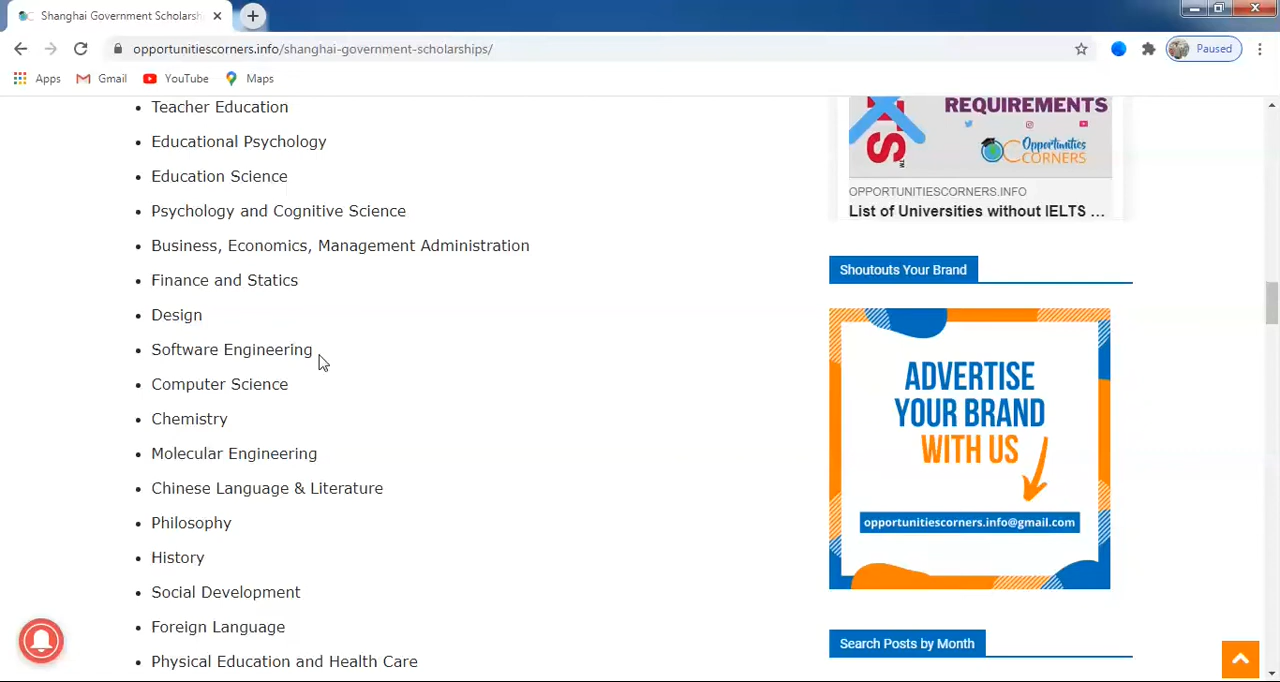 Shanghai Government Scholarsh
opportunitiescorners.info/shanghai-government-scholarships/
Paused
Apps
Gmail
YouTube
Maps
Teacher Education
Educational Psychology
Education Science
Psychology and Cognitive Science
Business, Economics, Management Administration
Finance and Statics
Design
Software Engineering
Computer Science
Chemistry
Molecular Engineering
Chinese Language & Literature
Philosophy
History
Social Development
Foreign Language
Physical Education and Health Care
REQUIREMENTS
Opportunities
CORNERS
OPPORTUNITIESCORNERS.INFO
List of Universities without IELTS ...
Shoutouts Your Brand
ADVERTISE
YOUR BRAND
WITH US
opportunitiescorners.info@gmail.com
Search Posts by Month